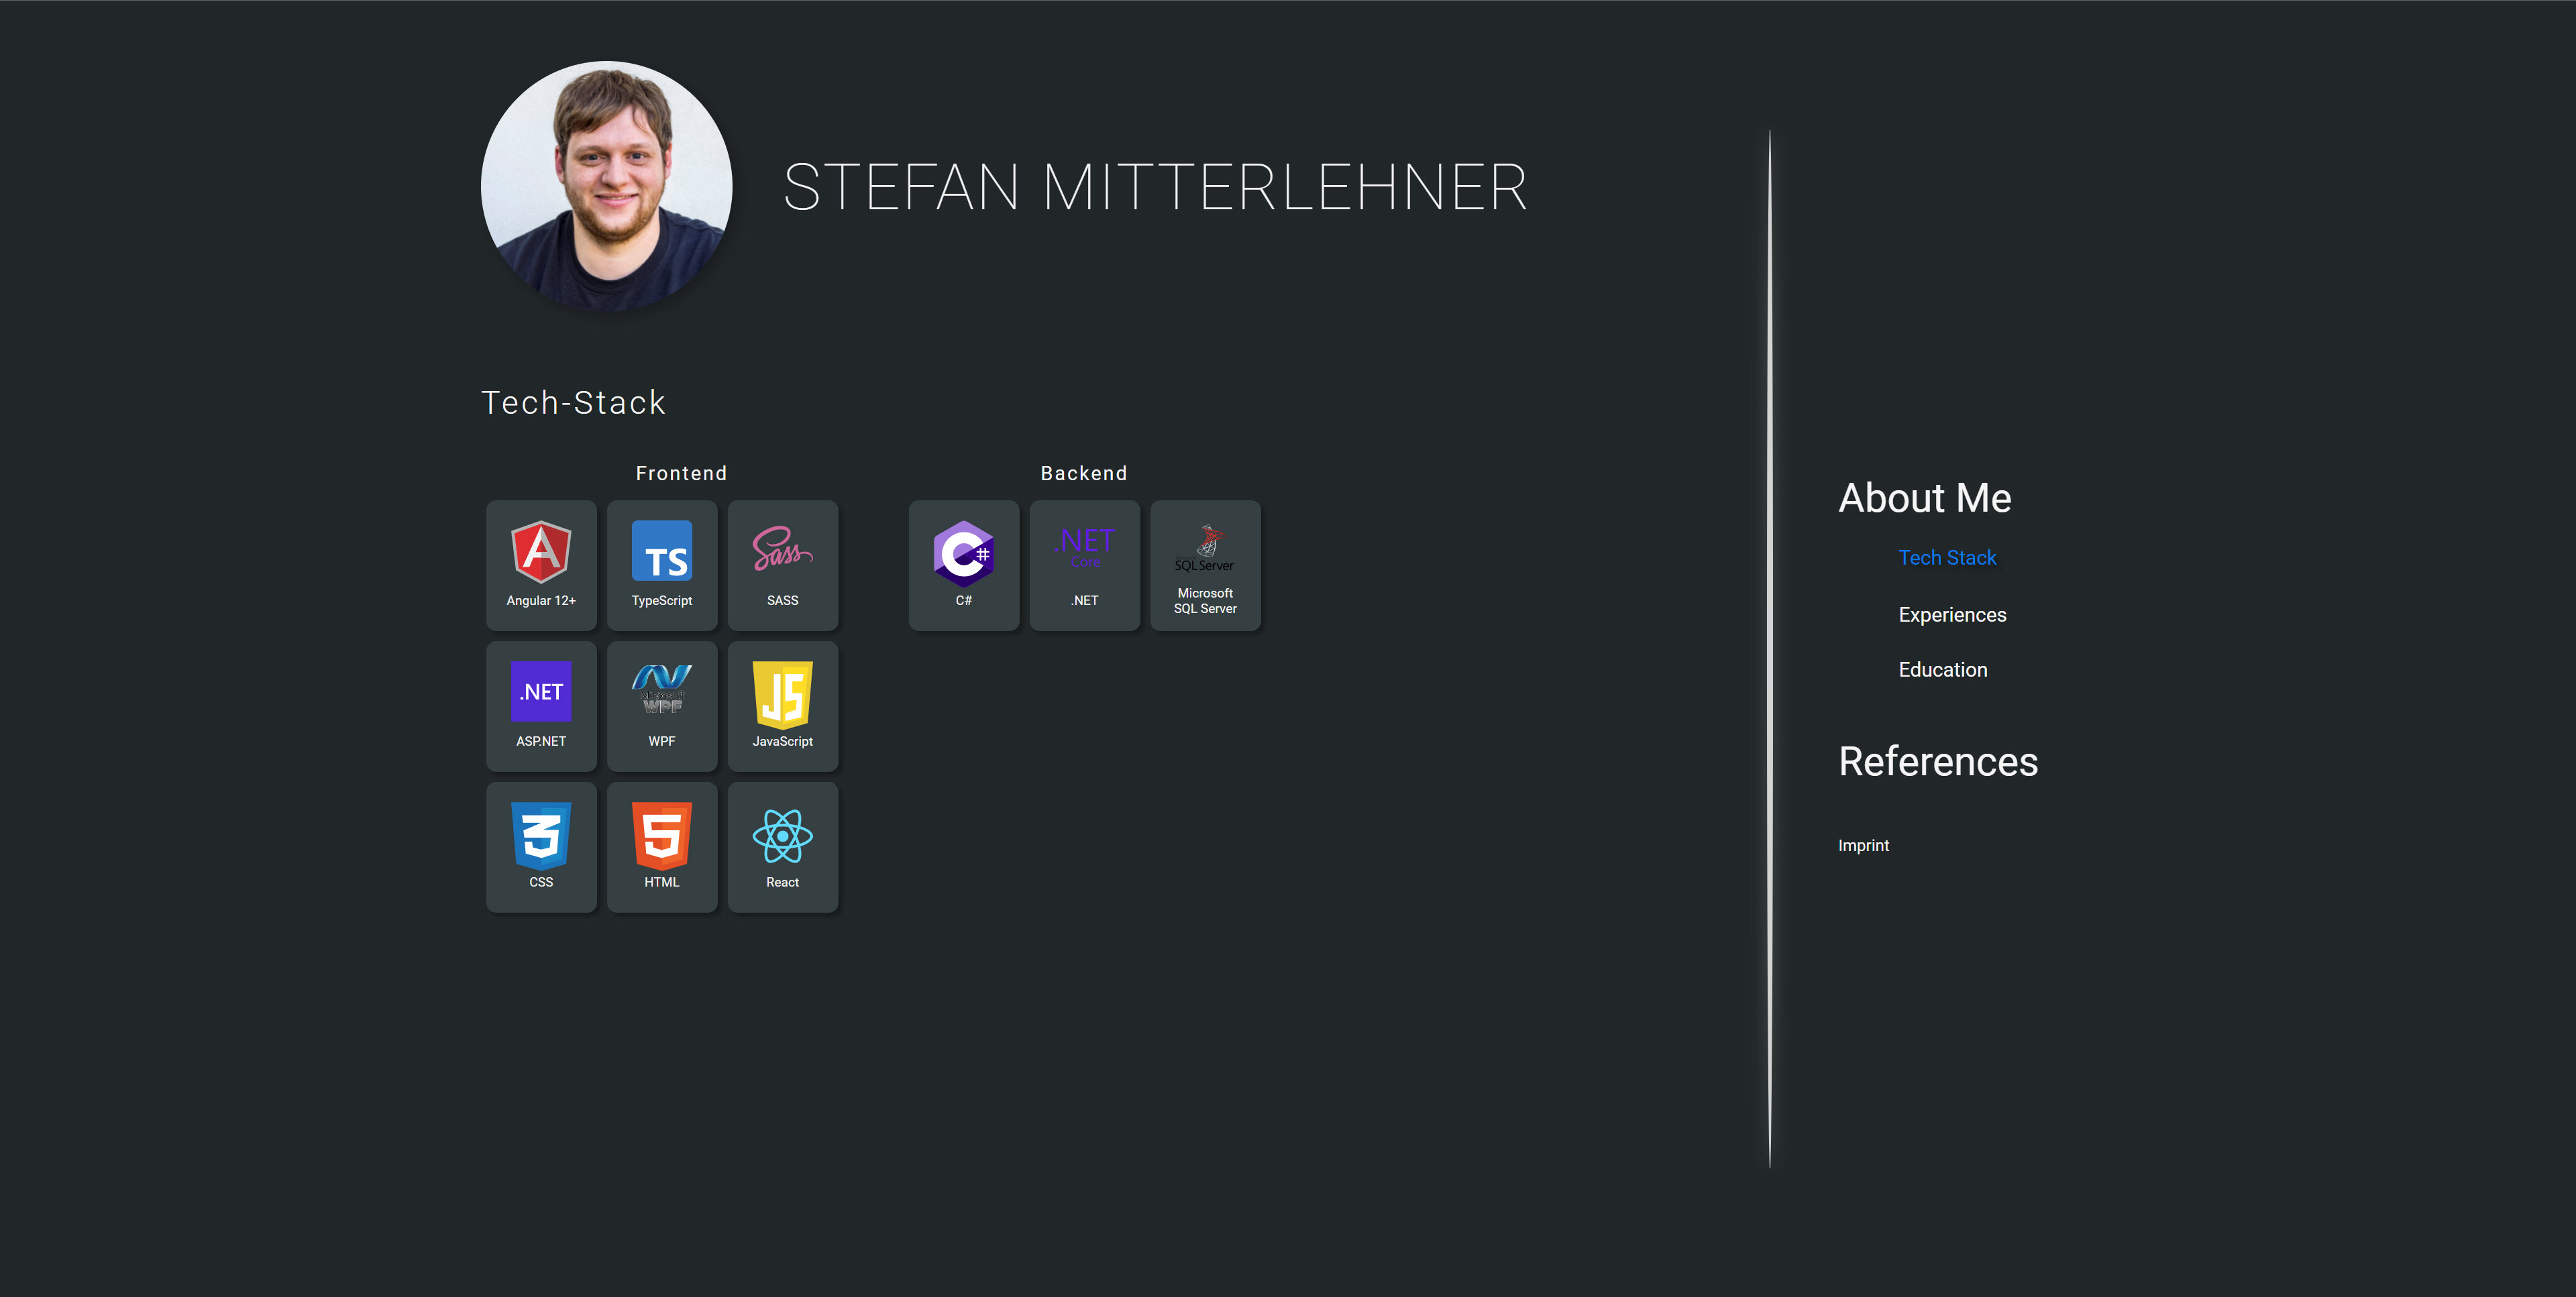 STEFAN MITTERLEHNER
Tech-Stack
Frontend
Angular 12+
TS
TypeScript
Sass
SASS
.NET
ASP.NET
Microsoft
WPF
WPF
JS
JavaScript
3
CSS
5
HTML
React
Backend
C#
C#
.NET
Core
.NET
SQL Server
Microsoft
SQL Server
About Me
Tech Stack
Experiences
Education
References
Imprint